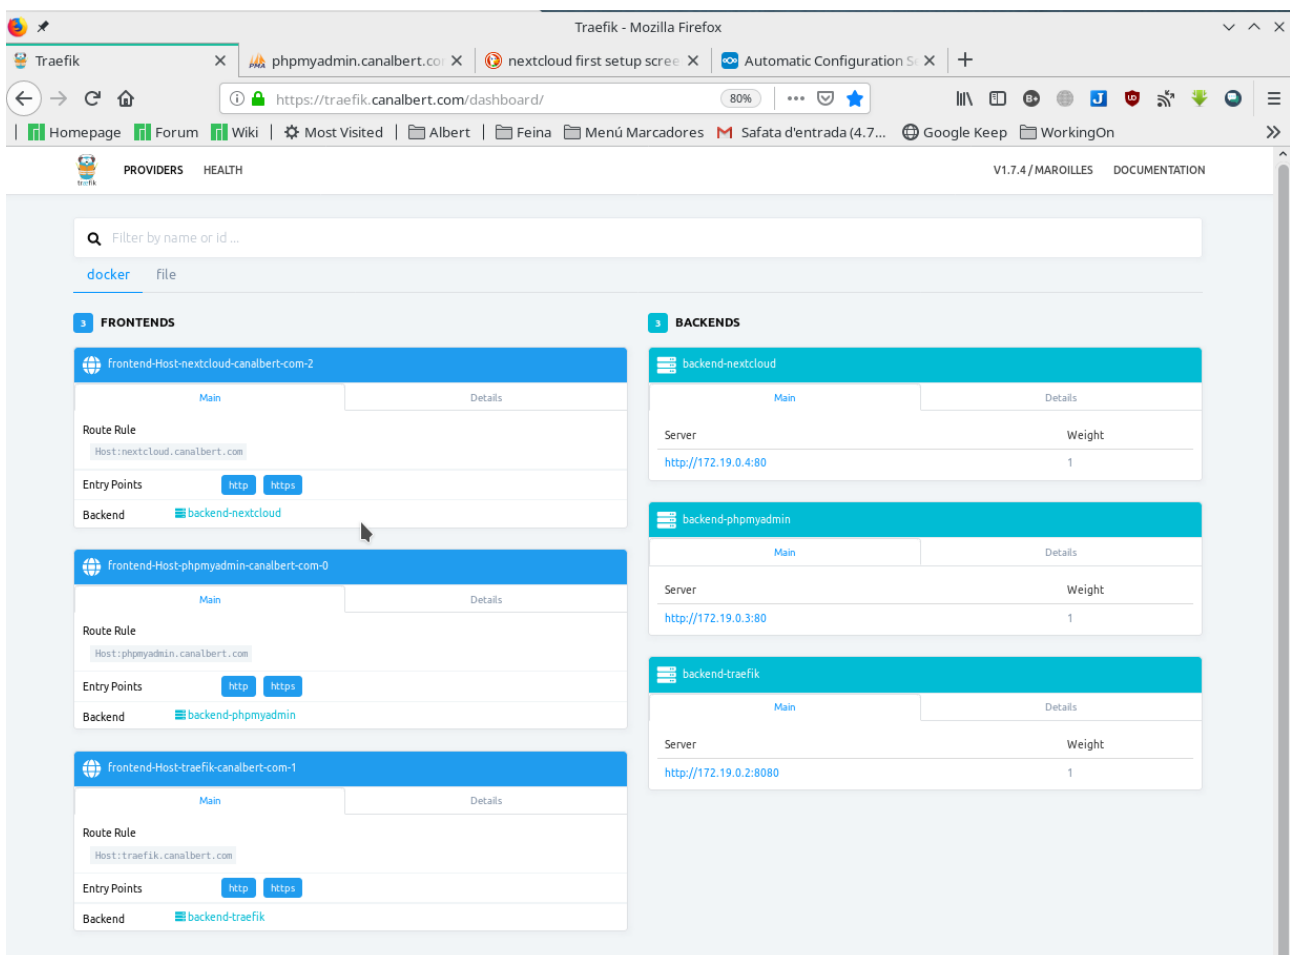 Traefik - Mozilla Firefox
Traefik
phpmyadmin.canalbert.co
nextcloud first setup scree
Automatic Configuration S
https://traefik.canalbert.com/dashboard/
80%
Homepage Forum Wiki Most Visited Albert Feina Menú Marcadores Safata d'entrada (4.7... Google Keep WorkingOn
traefik
PROVIDERS HEALTH
V1.7.4 / MAROILLES DOCUMENTATION
Filter by name or id ...
docker file
3 FRONTENDS
frontend-Host-nextcloud-canalbert-com-2
Main Details
Route Rule
Host:nextcloud.canalbert.com
Entry Points http https
Backend backend-nextcloud
frontend-Host-phpmyadmin-canalbert-com-0
Main Details
Route Rule
Host:phpmyadmin.canalbert.com
Entry Points http https
Backend backend-phpmyadmin
frontend-Host-traefik-canalbert-com-1
Main Details
Route Rule
Host:traefik.canalbert.com
Entry Points http https
Backend backend-traefik
3 BACKENDS
backend-nextcloud
Main Details
Server Weight
http://172.19.0.4:80 1
backend-phpmyadmin
Main Details
Server Weight
http://172.19.0.3:80 1
backend-traefik
Main Details
Server Weight
http://172.19.0.2:8080 1